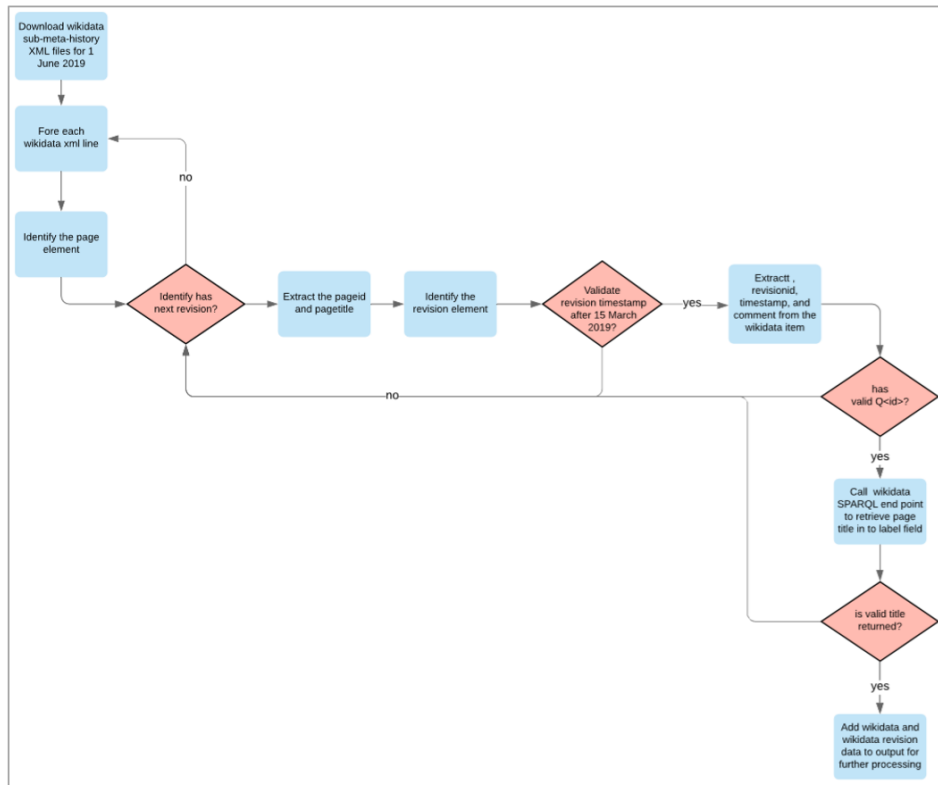 Download wikidata
sub-meta-history
XML files for 1
June 2019
Fore each
wikidata xml line
no
Identify the page
element
Identify has
next revision?
Extract the pageid
and pagetitle
Identify the
revision element
Validate
revision timestamp
after 15 March
2019?
yes
Extractt ,
revisionid,
timestamp, and
comment from the
wikidata item
no
has
valid Q<id>?
yes
Call wikidata
SPARQL end point
to retrieve page
title in to label field
is valid title
returned?
yes
Add wikidata and
wikidata revision
data to output for
further processing